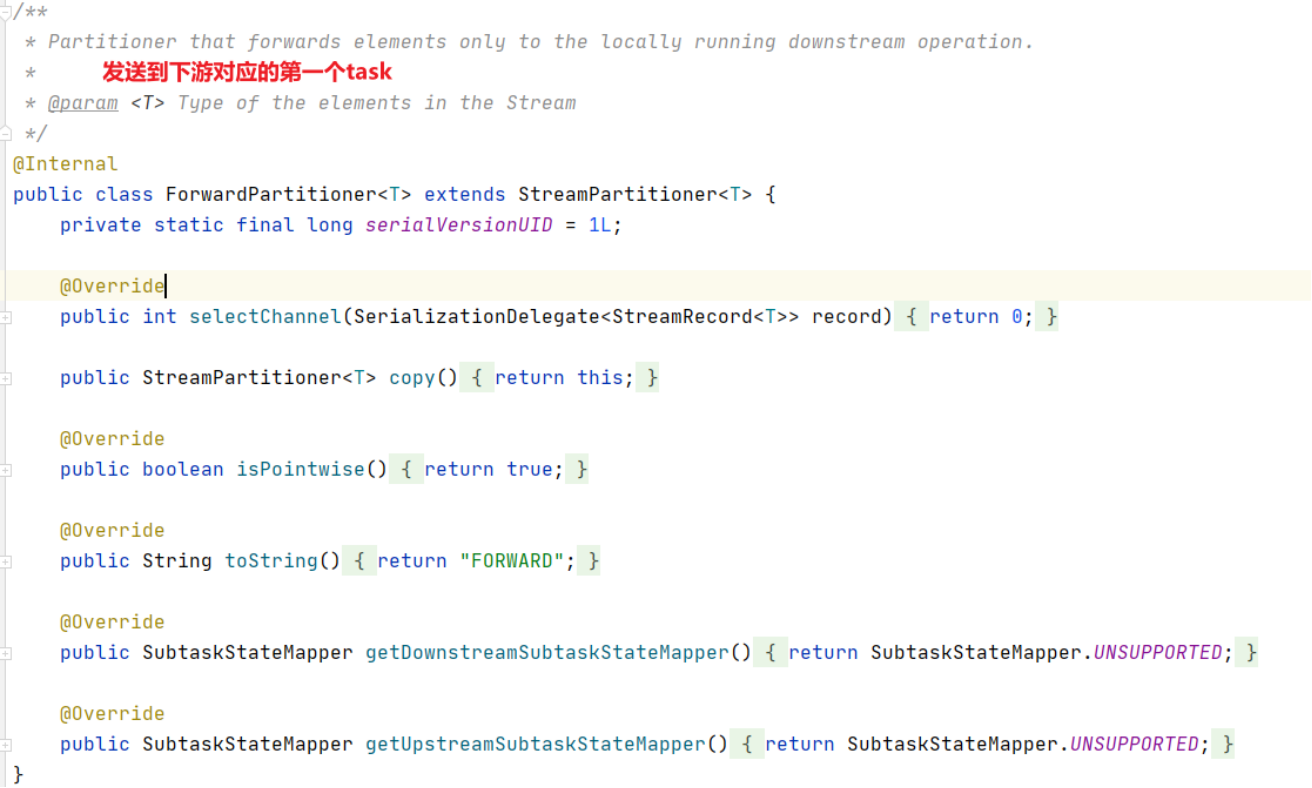 /**
 * Partitioner that forwards elements only to the locally running downstream operation.
 * 发送到下游对应的第一个task
 * @param <T> Type of the elements in the Stream
 */
@Internal
public class ForwardPartitioner<T> extends StreamPartitioner<T> {
    private static final long serialVersionUID = 1L;
    @Override
    public int selectChannel(SerializationDelegate<StreamRecord<T>> record) { return 0; }
    public StreamPartitioner<T> copy() { return this; }
    @Override
    public boolean isPointwise() { return true; }
    @Override
    public String toString() { return "FORWARD"; }
    @Override
    public SubtaskStateMapper getDownstreamSubtaskStateMapper() { return SubtaskStateMapper.UNSUPPORTED; }
    @Override
    public SubtaskStateMapper getUpstreamSubtaskStateMapper() { return SubtaskStateMapper.UNSUPPORTED; }
}